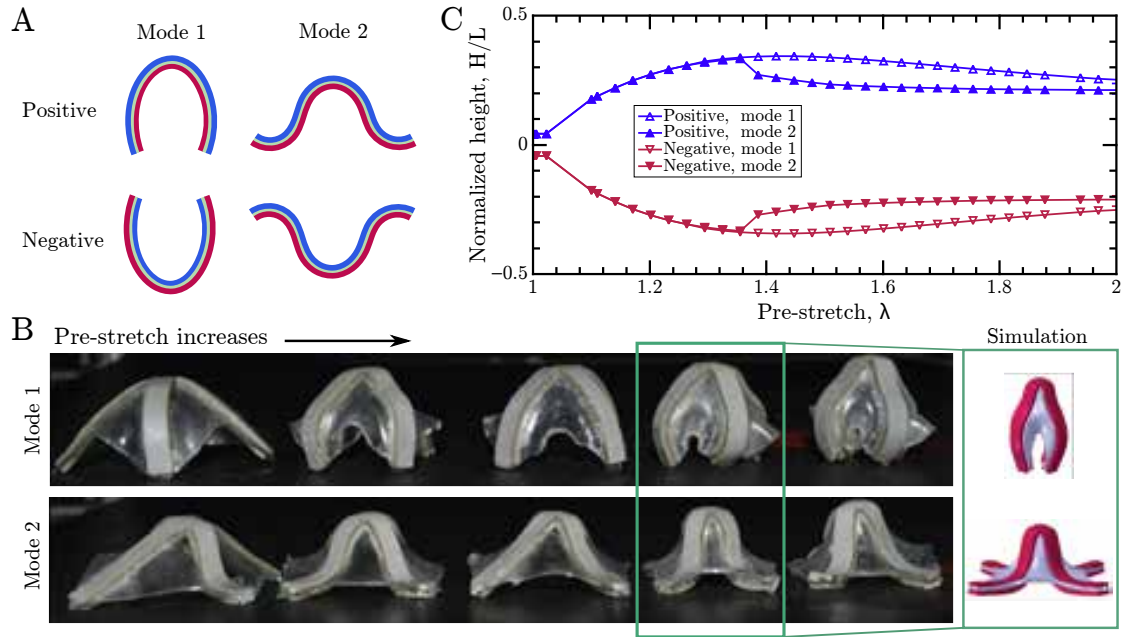 A
Mode 1
Mode 2
Positive
Negative
C
Normalized height, H/L
0.5
0
−0.5
Positive, mode 1
Positive, mode 2
Negative, mode 1
Negative, mode 2
1
1.2
1.4
1.6
1.8
2
Pre-stretch, λ
B
Pre-stretch increases
Simulation
Mode 1
Mode 2